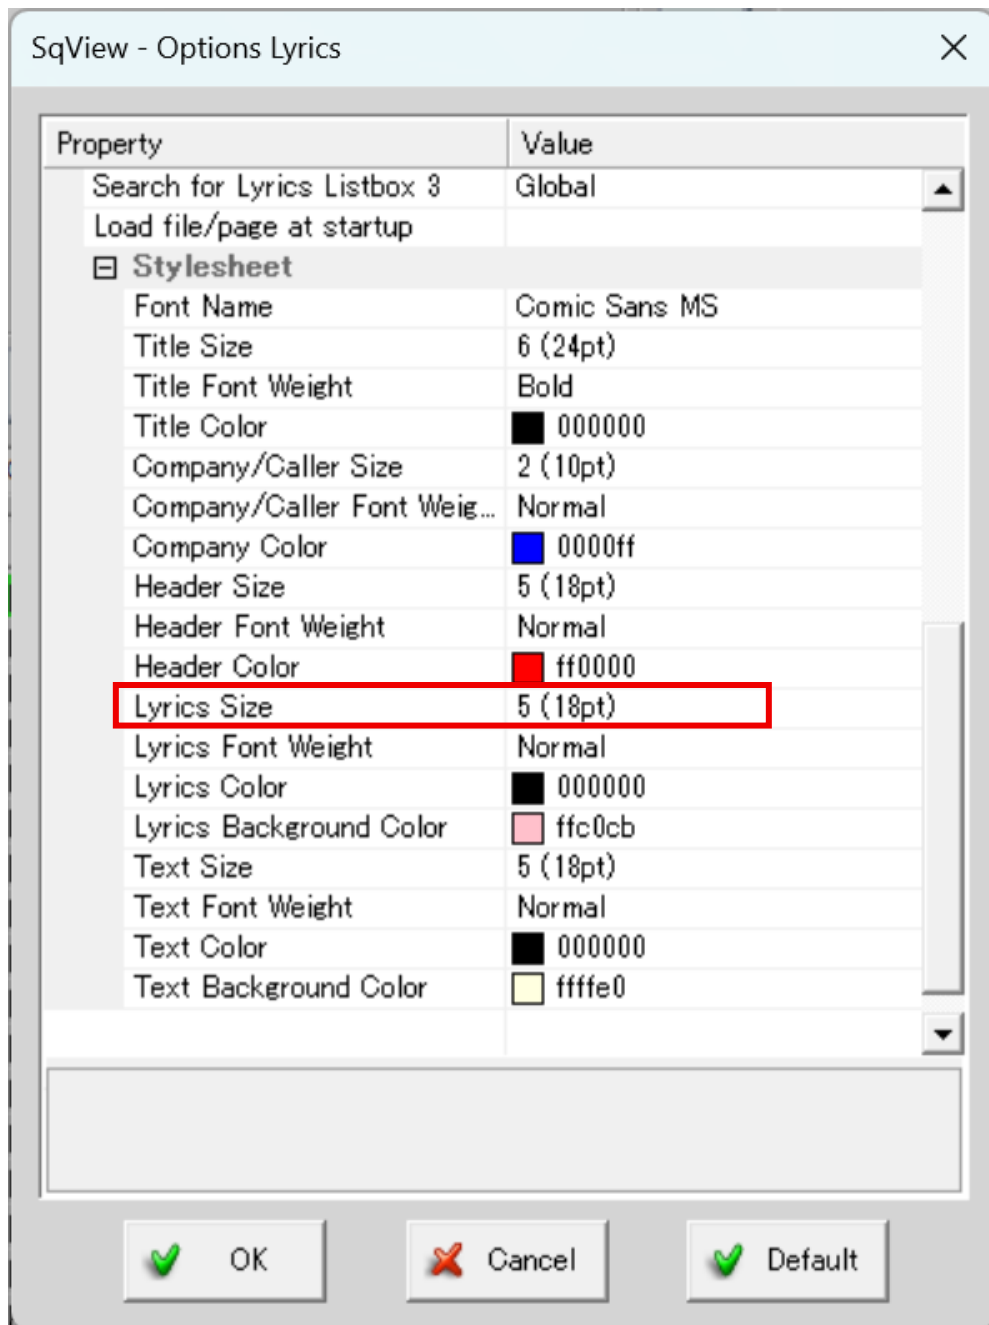 SqView - Options Lyrics
Property Value
Search for Lyrics Listbox 3 Global
Load file/page at startup
Stylesheet
Font Name Comic Sans MS
Title Size 6 (24pt)
Title Font Weight Bold
Title Color 000000
Company/Caller Size 2 (10pt)
Company/Caller Font Weig... Normal
Company Color 0000ff
Header Size 5 (18pt)
Header Font Weight Normal
Header Color ff0000
Lyrics Size 5 (18pt)
Lyrics Font Weight Normal
Lyrics Color 000000
Lyrics Background Color ffc0cb
Text Size 5 (18pt)
Text Font Weight Normal
Text Color 000000
Text Background Color ffffe0
OK Cancel Default